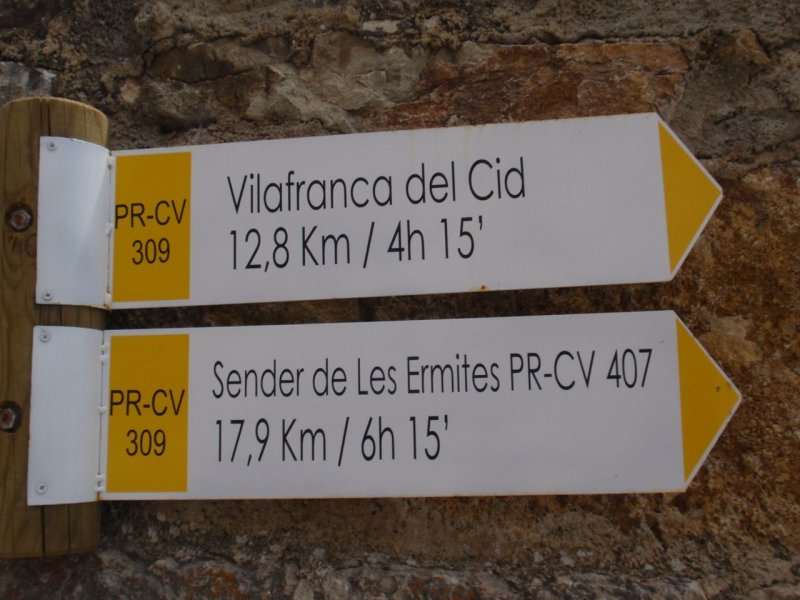 PR-CV
309
Vilafranca del Cid
12,8 Km / 4h 15'
PR-CV
309
Sender de Les Ermites PR-CV 407
17,9 Km / 6h 15'